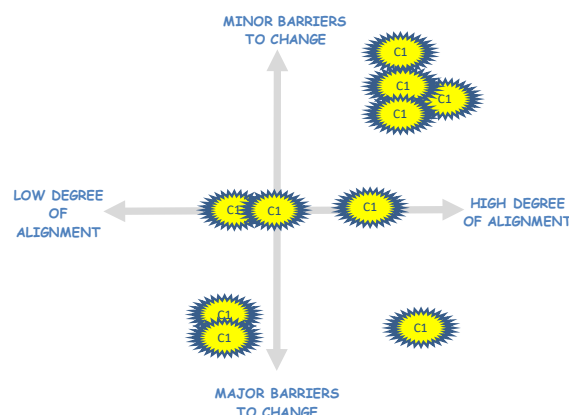 MINOR BARRIERS
TO CHANGE
C1
C1
C1
C1
LOW DEGREE
OF
ALIGNMENT
C1
C1
C1
HIGH DEGREE
OF ALIGNMENT
C1
C1
C1
MAJOR BARRIERS
TO CHANGE